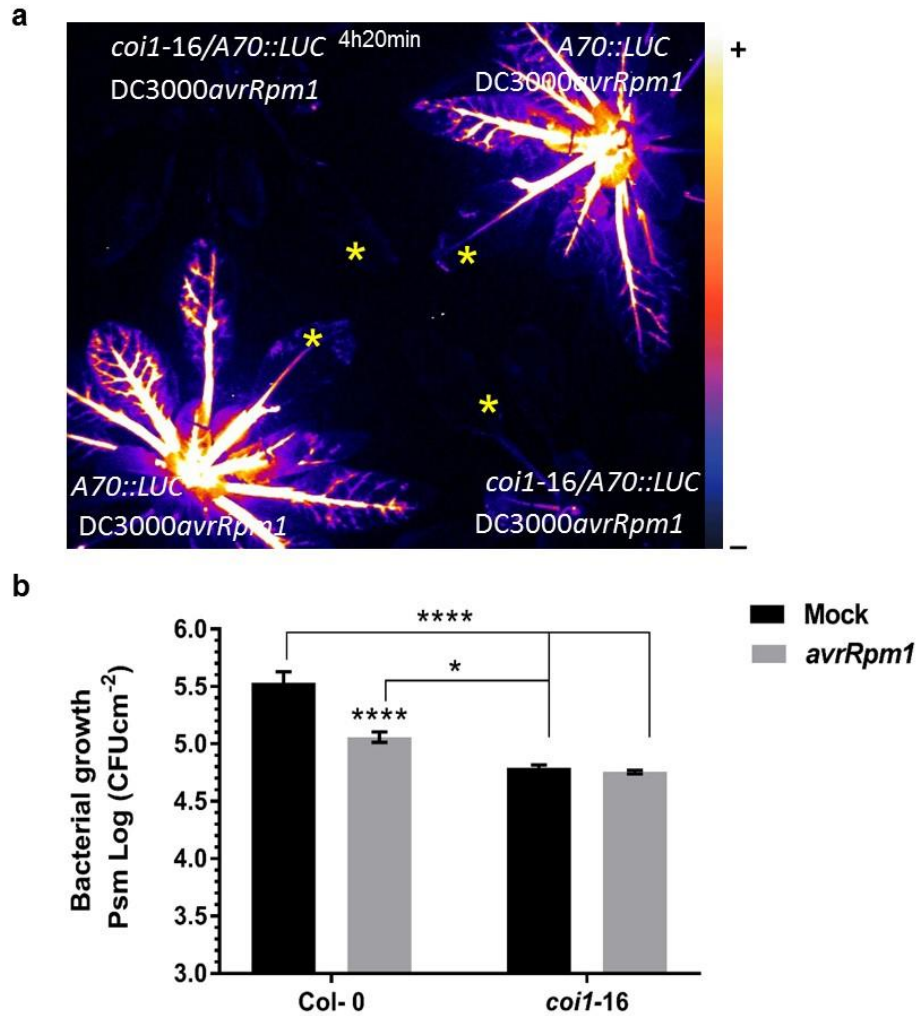 a
coi1-16/A70::LUC
DC3000avrRpm1
4h20min
A70::LUC
DC3000avrRpm1
+
*
*
*
*
A70::LUC
DC3000avrRpm1
coi1-16/A70::LUC
DC3000avrRpm1
–
b
Mock
avrRpm1
****
*
****
6.0
5.5
5.0
4.5
4.0
3.5
3.0
Bacterial growth
Psm Log (CFUcm⁻²)
Col- 0
coi1-16